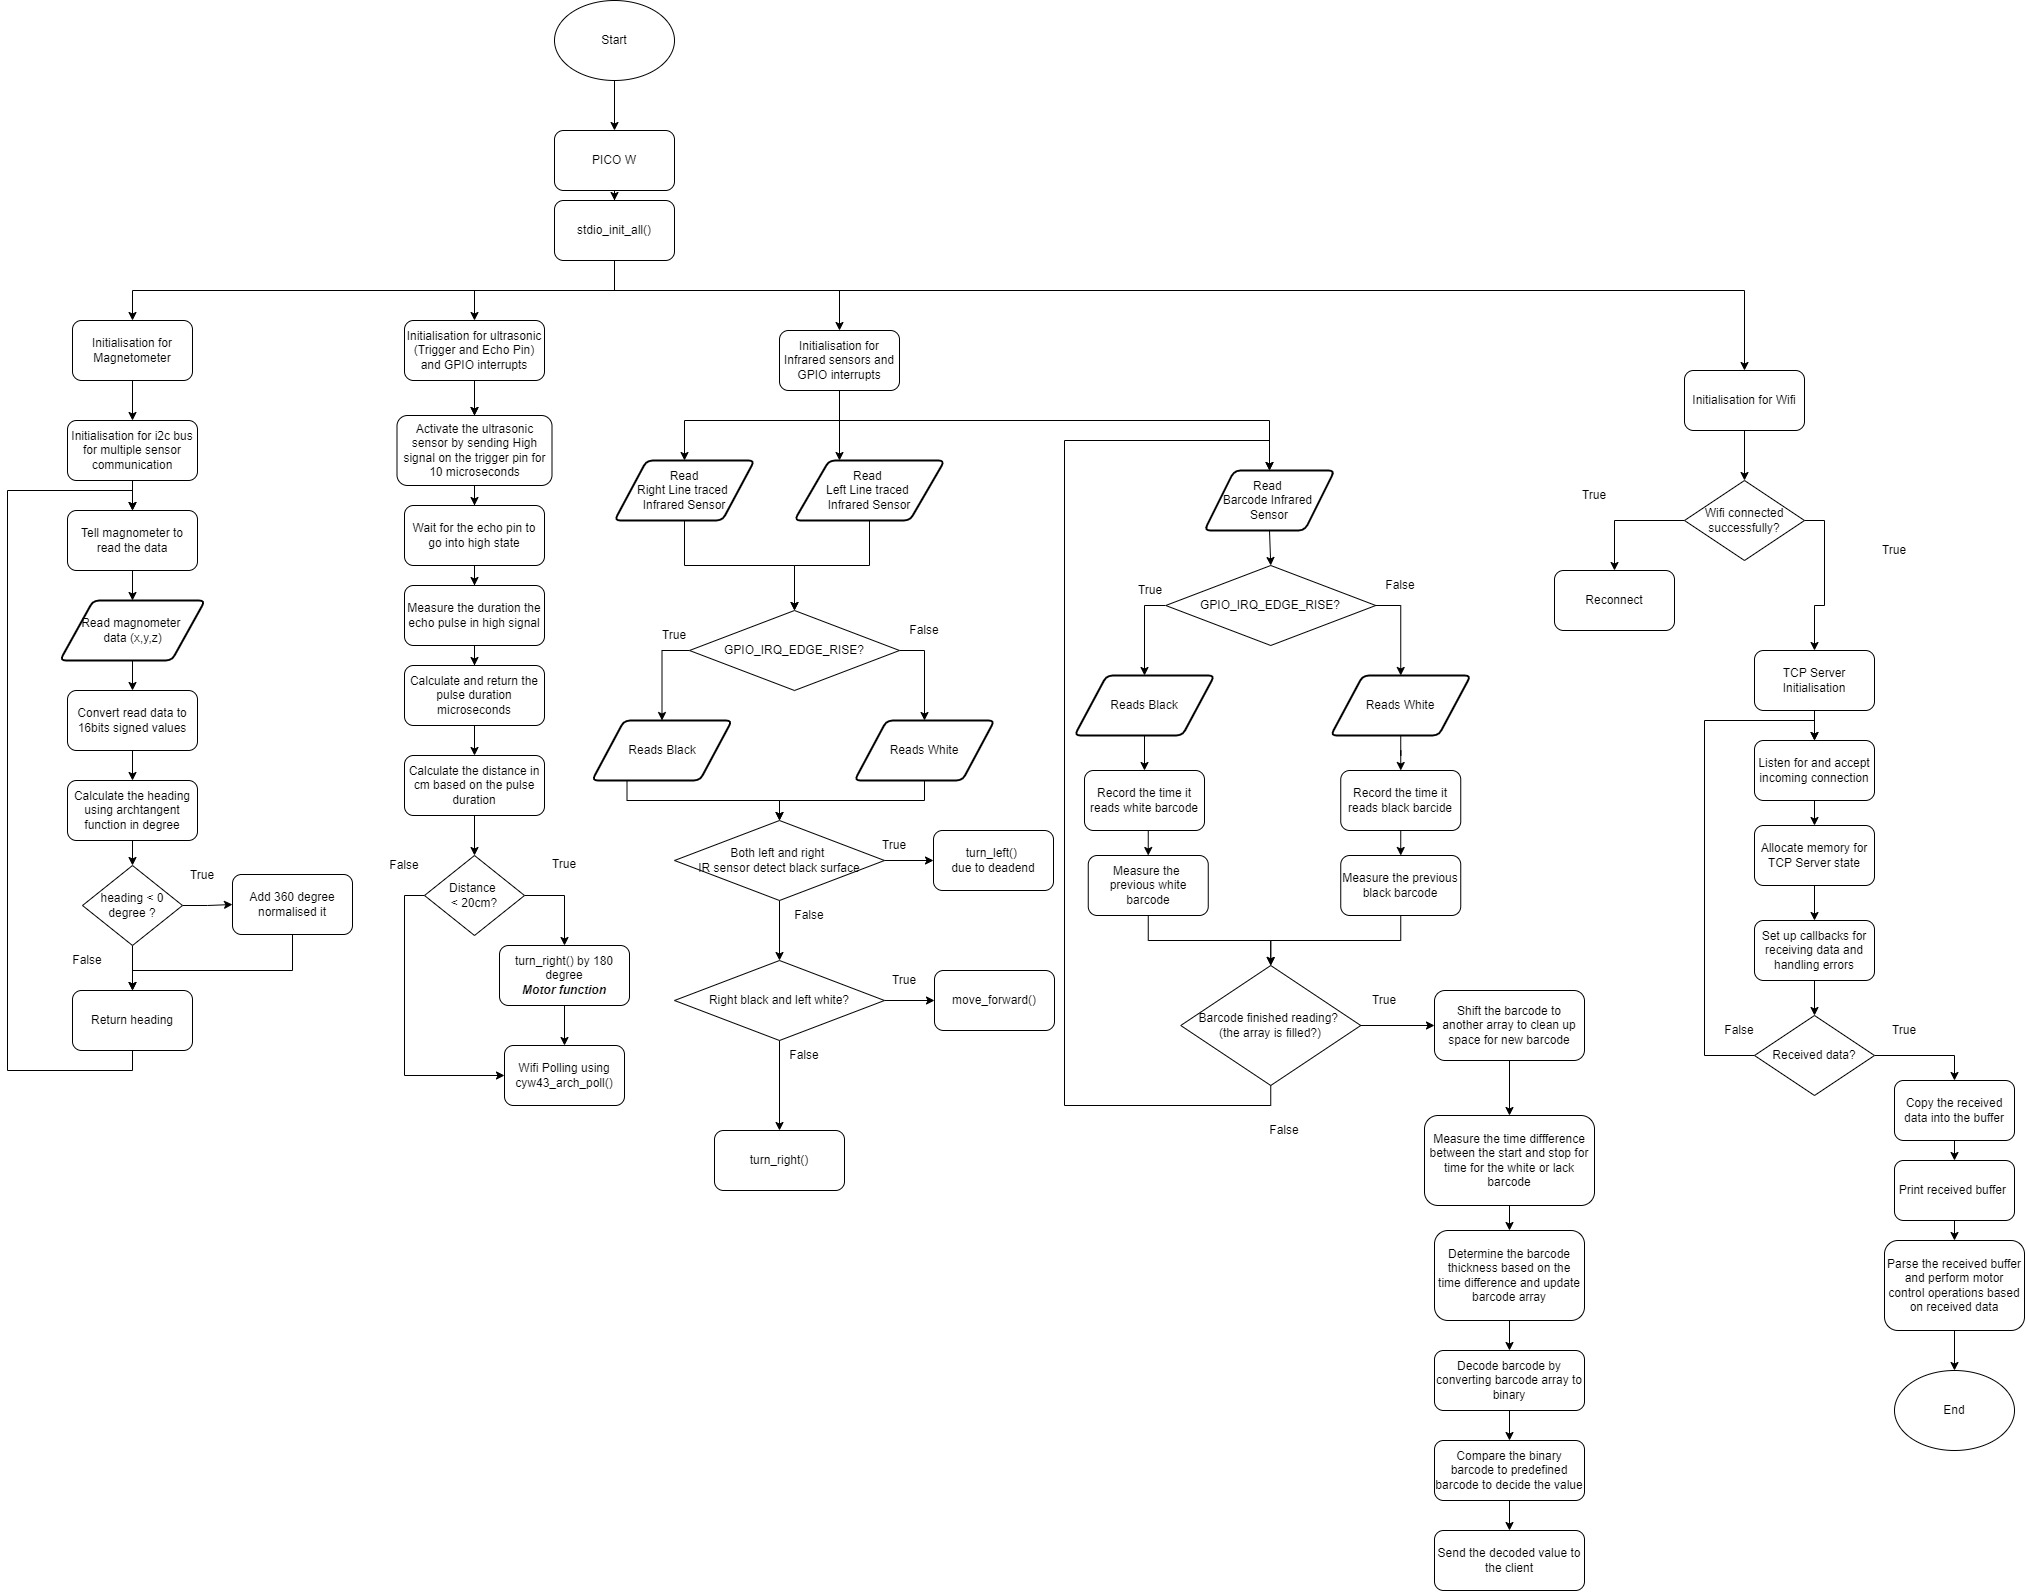 Start
PICO W
stdio_init_all()
Initialisation for
Magnetometer
Initialisation for i2c bus
for multiple sensor
communication
Tell magnometer to
read the data
Read magnometer
data (x,y,z)
Convert read data to
16bits signed values
Calculate the heading
using archtangent
function in degree
heading < 0
degree ?
True
Add 360 degree
normalised it
False
Return heading
Initialisation for ultrasonic
(Trigger and Echo Pin)
and GPIO interrupts
Activate the ultrasonic
sensor by sending High
signal on the trigger pin for
10 microseconds
Wait for the echo pin to
go into high state
Measure the duration the
echo pulse in high signal
Calculate and return the
pulse duration
microseconds
Calculate the distance in
cm based on the pulse
duration
False
True
Distance
< 20cm?
turn_right() by 180
degree
Motor function
Wifi Polling using
cyw43_arch_poll()
Initialisation for
Infrared sensors and
GPIO interrupts
Read
Right Line traced
Infrared Sensor
Read
Left Line traced
Infrared Sensor
True
False
GPIO_IRQ_EDGE_RISE?
Reads Black
Reads White
Both left and right
IR sensor detect black surface
True
turn_left()
due to deadend
False
Right black and left white?
True
move_forward()
False
turn_right()
Read
Barcode Infrared
Sensor
True
False
GPIO_IRQ_EDGE_RISE?
Reads Black
Reads White
Record the time it
reads white barcode
Record the time it
reads black barcide
Measure the
previous white
barcode
Measure the previous
black barcode
Barcode finished reading?
(the array is filled?)
True
False
Shift the barcode to
another array to clean up
space for new barcode
Measure the time diffference
between the start and stop for
time for the white or lack
barcode
Determine the barcode
thickness based on the
time difference and update
barcode array
Decode barcode by
converting barcode array to
binary
Compare the binary
barcode to predefined
barcode to decide the value
Send the decoded value to
the client
Initialisation for Wifi
True
Wifi connected
successfully?
True
Reconnect
TCP Server
Initialisation
Listen for and accept
incoming connection
Allocate memory for
TCP Server state
Set up callbacks for
receiving data and
handling errors
False
True
Received data?
Copy the received
data into the buffer
Print received buffer
Parse the received buffer
and perform motor
control operations based
on received data
End